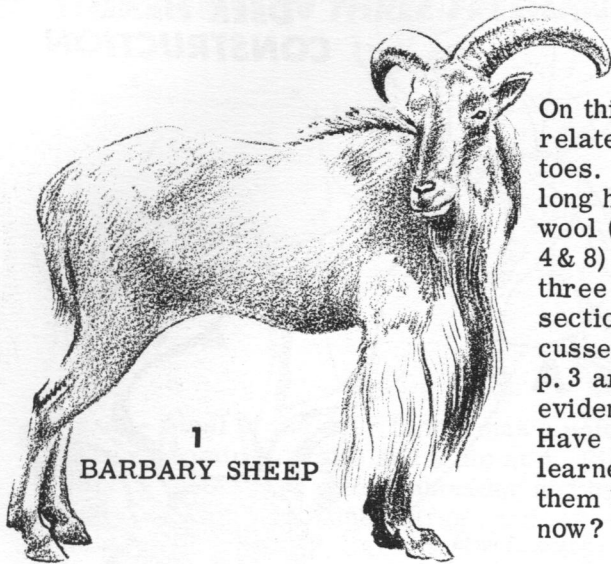 On thi
relate
toes.
long h
wool (
4 & 8)
three
section
cusse
p. 3 ar
eviden
Have
learne
them
now?
1
BARBARY SHEEP